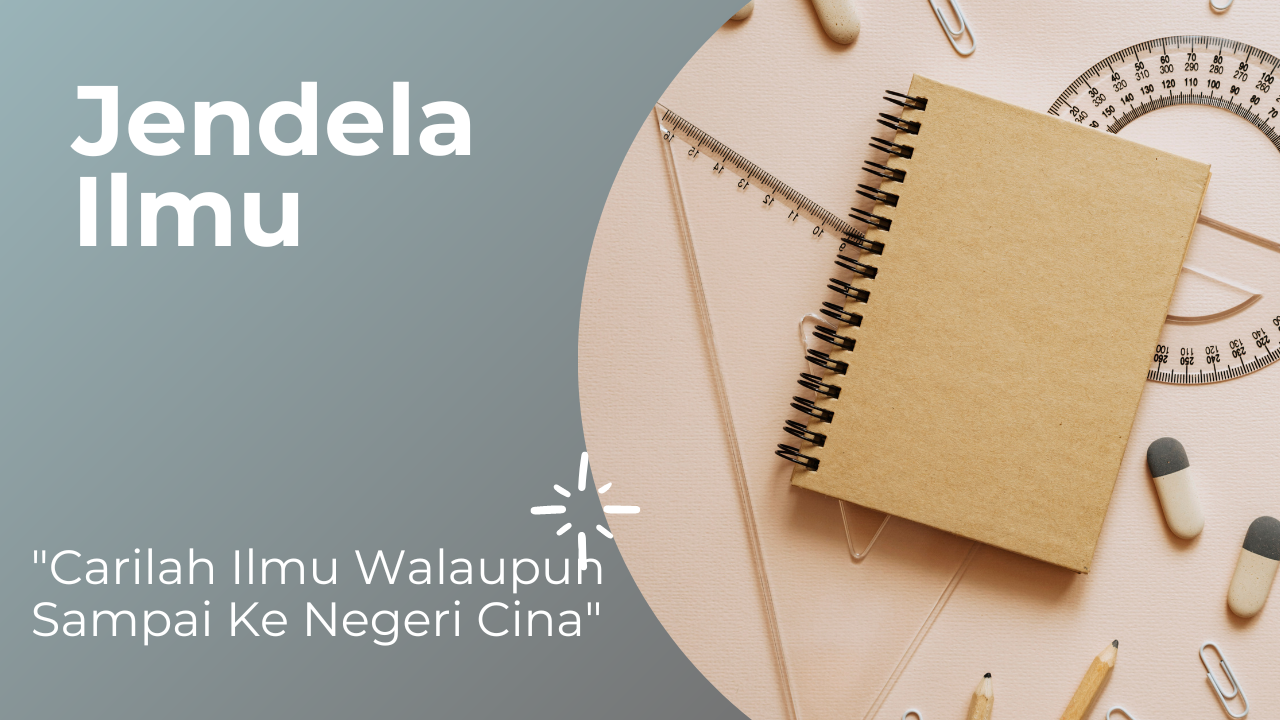 Jendela
Ilmu
"Carilah Ilmu Walaupun
Sampai Ke Negeri Cina"